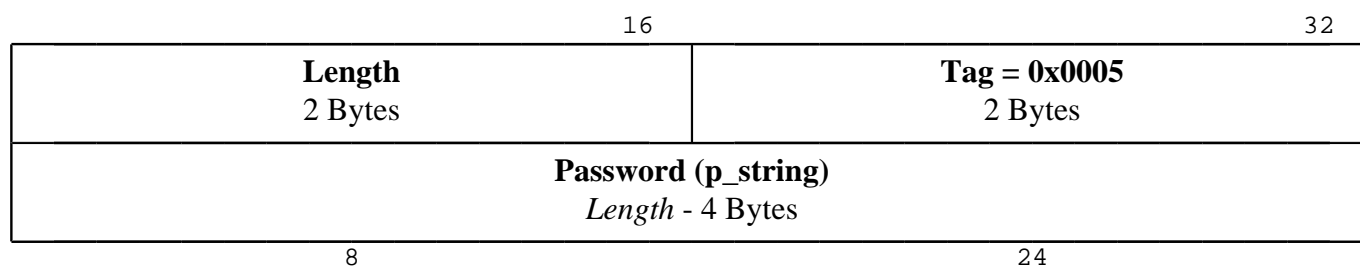 16 32
Length Tag = 0x0005
2 Bytes 2 Bytes
Password (p_string)
Length - 4 Bytes
8 24